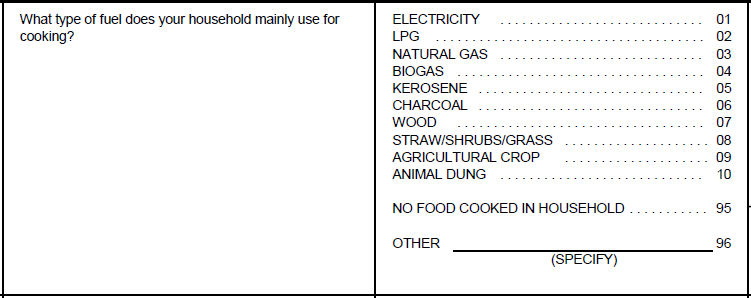 What type of fuel does your household mainly use for
cooking?
ELECTRICITY . . . . . . . . . . . . . . . . . . . . . . . . . . . . 01
LPG . . . . . . . . . . . . . . . . . . . . . . . . . . . . . . . . . . . . . 02
NATURAL GAS . . . . . . . . . . . . . . . . . . . . . . . . . . . . 03
BIOGAS . . . . . . . . . . . . . . . . . . . . . . . . . . . . . . . . . . 04
KEROSENE . . . . . . . . . . . . . . . . . . . . . . . . . . . . . . . 05
CHARCOAL . . . . . . . . . . . . . . . . . . . . . . . . . . . . . . . 06
WOOD . . . . . . . . . . . . . . . . . . . . . . . . . . . . . . . . . . 07
STRAW/SHRUBS/GRASS . . . . . . . . . . . . . . . . . . . . 08
AGRICULTURAL CROP . . . . . . . . . . . . . . . . . . . . 09
ANIMAL DUNG . . . . . . . . . . . . . . . . . . . . . . . . . . . . 10
NO FOOD COOKED IN HOUSEHOLD . . . . . . . . . . . 95
OTHER ____________________ 96
(SPECIFY)